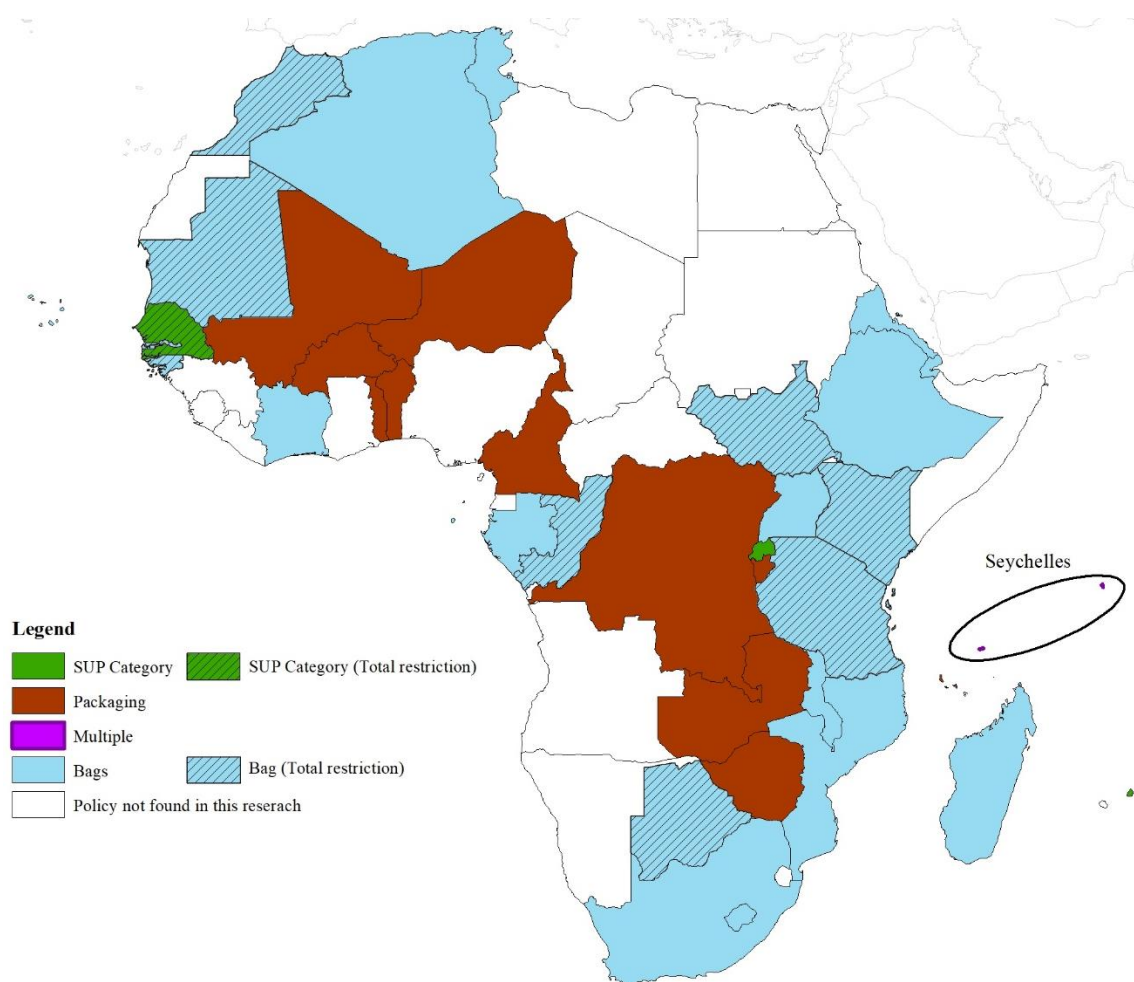 Seychelles
Legend
SUP Category
SUP Category (Total restriction)
Packaging
Multiple
Bags
Bag (Total restriction)
Policy not found in this reserach